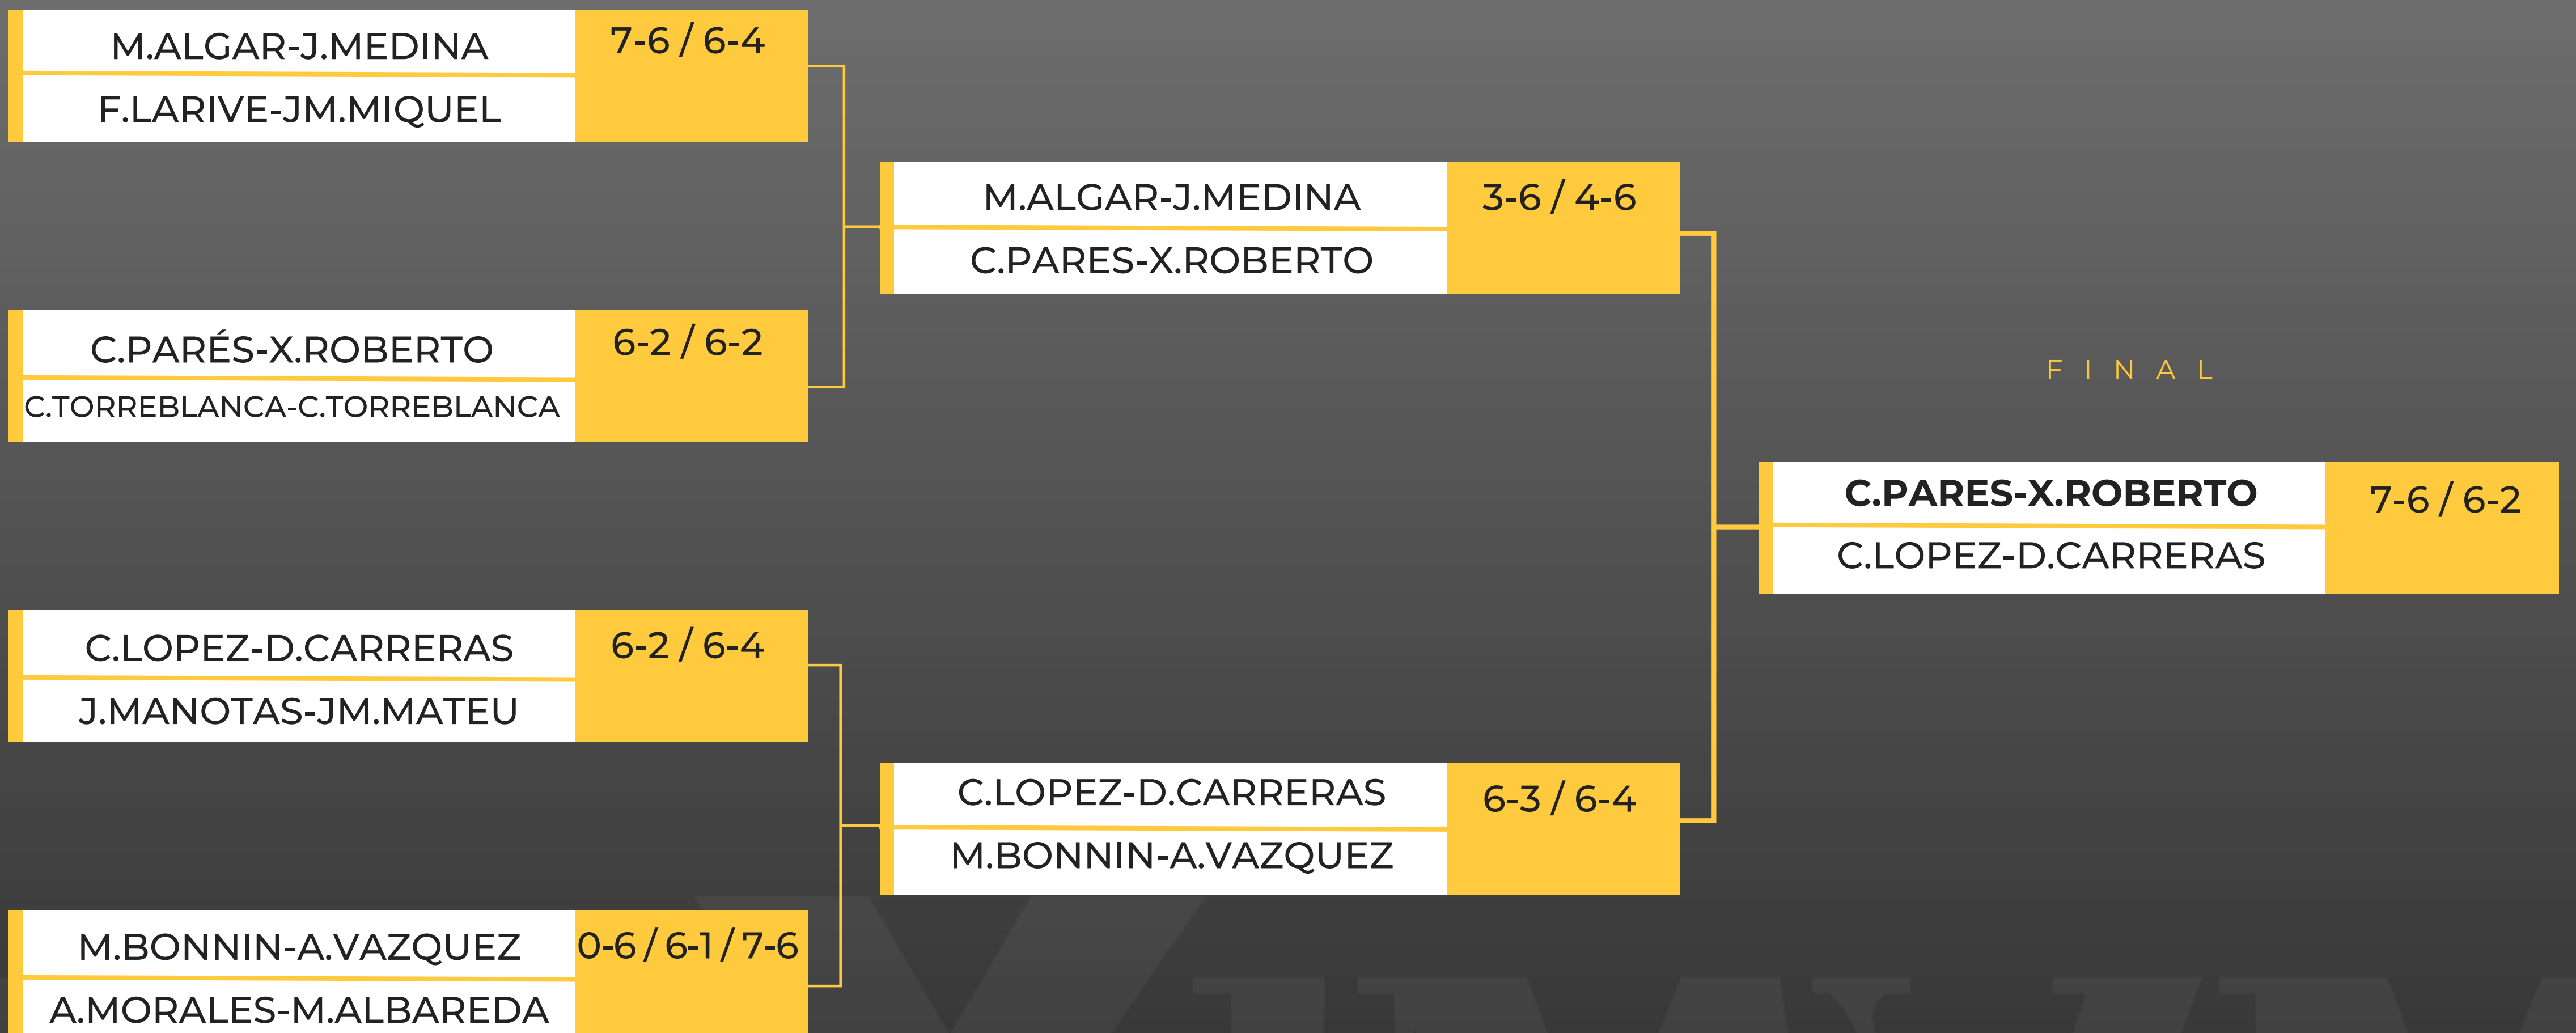 M.ALGAR-J.MEDINA
7-6 / 6-4
F.LARIVE-JM.MIQUEL
C.PARÉS-X.ROBERTO
6-2 / 6-2
C.TORREBLANCA-C.TORREBLANCA
C.LOPEZ-D.CARRERAS
6-2 / 6-4
J.MANOTAS-JM.MATEU
M.BONNIN-A.VAZQUEZ
0-6 / 6-1 / 7-6
A.MORALES-M.ALBAREDA
M.ALGAR-J.MEDINA
3-6 / 4-6
C.PARES-X.ROBERTO
C.LOPEZ-D.CARRERAS
6-3 / 6-4
M.BONNIN-A.VAZQUEZ
FINAL
C.PARES-X.ROBERTO
7-6 / 6-2
C.LOPEZ-D.CARRERAS